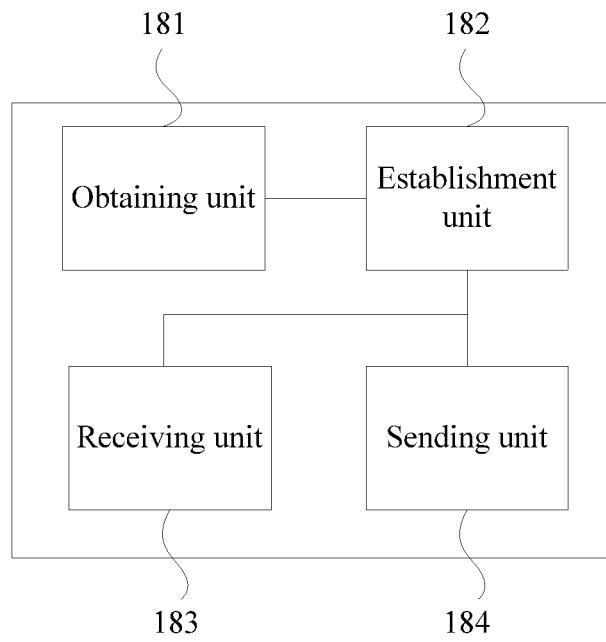 181
182
Obtaining unit
Establishment
unit
Receiving unit
Sending unit
183
184